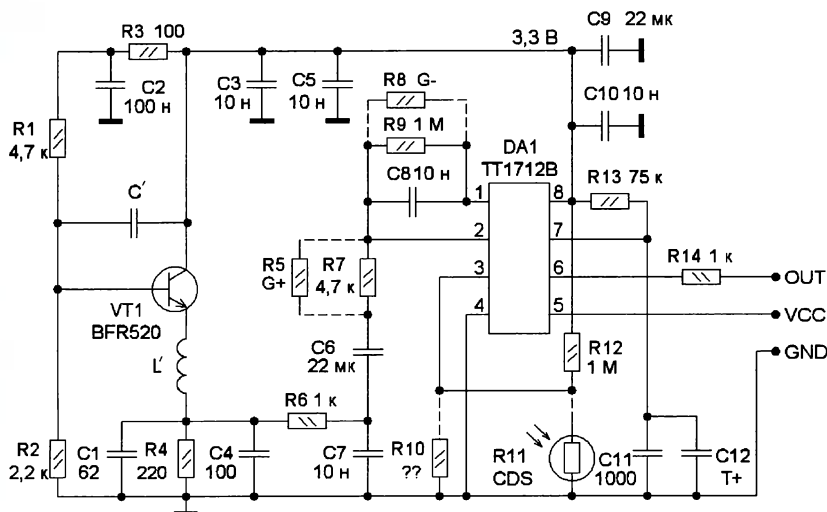 R3 100
C2
100 н
R1
4,7 к
C'
C3
10 н
C5
10 н
3,3 В
C9 22 мк
C10 10 н
R8 G-
R9 1 М
C8 10 н
DA1
TT1712B
1
2
3
4
8
7
6
5
R13 75 к
R14 1 к
OUT
VCC
GND
R5
G+
R7
4,7 к
VT1
BFR520
L'
C6
22 мк
R12
1 М
R6 1 к
R2
2,2 к
C1
62
R4
220
C4
100
C7
10 н
R10
??
R11
CDS
C11
1000
C12
T+